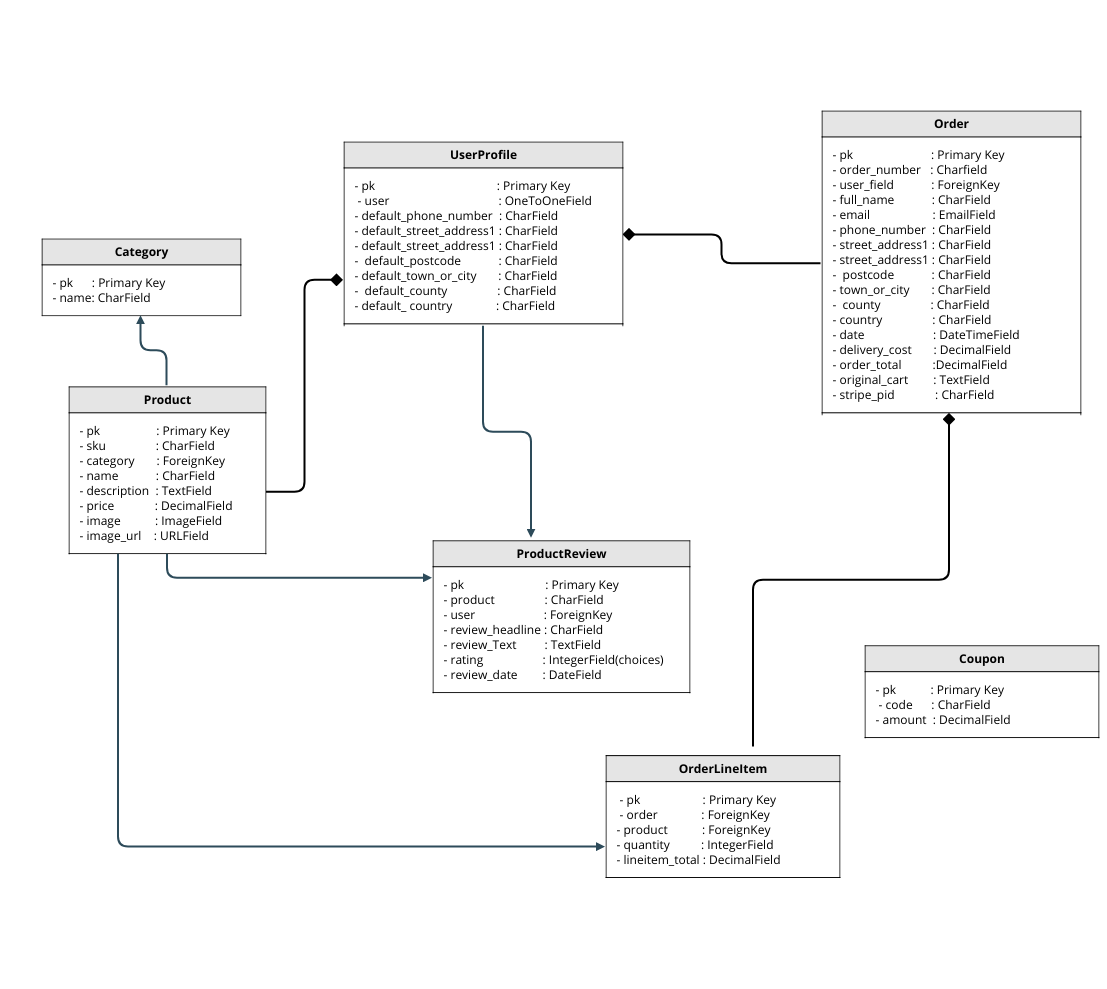 Order
- pk : Primary Key
- order_number : Charfield
- user_field : ForeignKey
- full_name : CharField
- email : EmailField
- phone_number : CharField
- street_address1 : CharField
- street_address1 : CharField
- postcode : CharField
- town_or_city : CharField
- county : CharField
- country : CharField
- date : DateTimeField
- delivery_cost : DecimalField
- order_total :DecimalField
- original_cart : TextField
- stripe_pid : CharField
UserProfile
- pk : Primary Key
- user : OneToOneField
- default_phone_number : CharField
- default_street_address1 : CharField
- default_street_address1 : CharField
- default_postcode : CharField
- default_town_or_city : CharField
- default_county : CharField
- default_ country : CharField
Category
- pk : Primary Key
- name: CharField
Product
- pk : Primary Key
- sku : CharField
- category : ForeignKey
- name : CharField
- description : TextField
- price : DecimalField
- image : ImageField
- image_url : URLField
ProductReview
- pk : Primary Key
- product : CharField
- user : ForeignKey
- review_headline : CharField
- review_Text : TextField
- rating : IntegerField(choices)
- review_date : DateField
Coupon
- pk : Primary Key
- code : CharField
- amount : DecimalField
OrderLineItem
- pk : Primary Key
- order : ForeignKey
- product : ForeignKey
- quantity : IntegerField
- lineitem_total : DecimalField